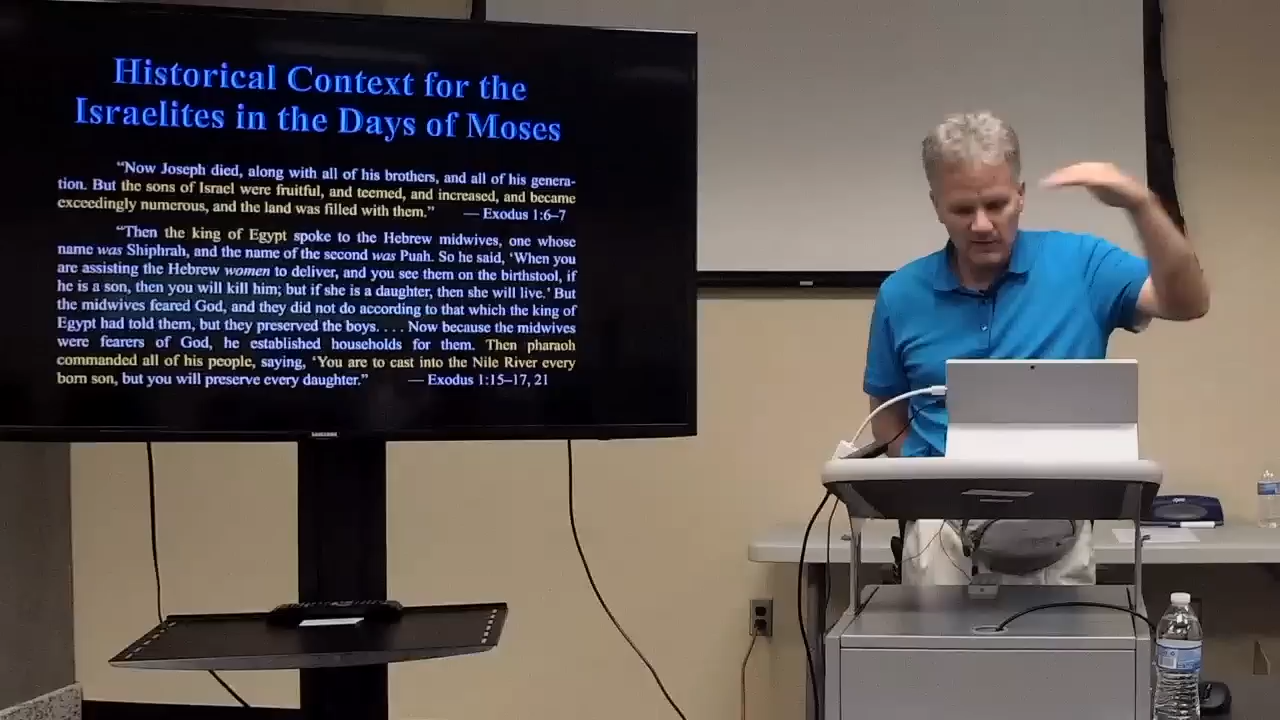 Historical Context for the
Israelites in the Days of Moses
“Now Joseph died, along with all of his brothers, and all of his genera-
tion. But the sons of Israel were fruitful, and teemed, and increased, and became
exceedingly numerous, and the land was filled with them.” — Exodus 1:6–7
“Then the king of Egypt spoke to the Hebrew midwives, one whose
name was Shiphrah, and the name of the second was Puah. So he said, ‘When you
are assisting the Hebrew women to deliver, and you see them on the birthstool, if
he is a son, then you will kill him; but if she is a daughter, then she will live.’ But
the midwives feared God, and they did not do according to that which the king of
Egypt had told them, but they preserved the boys. . . . Now because the midwives
were fearers of God, he established households for them. Then pharaoh
commanded all of his people, saying, ‘You are to cast into the Nile River every
born son, but you will preserve every daughter.” — Exodus 1:15–17, 21
SAMSUNG